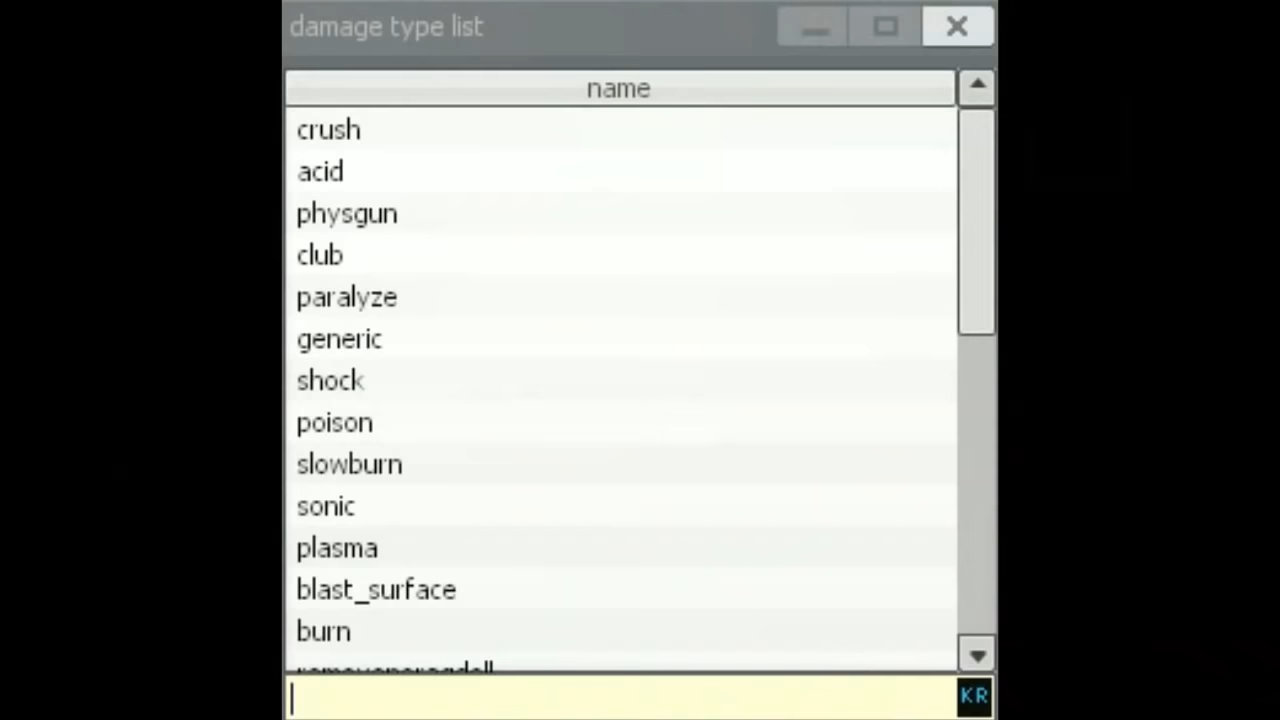 damage type list
name
crush
acid
physgun
club
paralyze
generic
shock
poison
slowburn
sonic
plasma
blast_surface
burn
KR